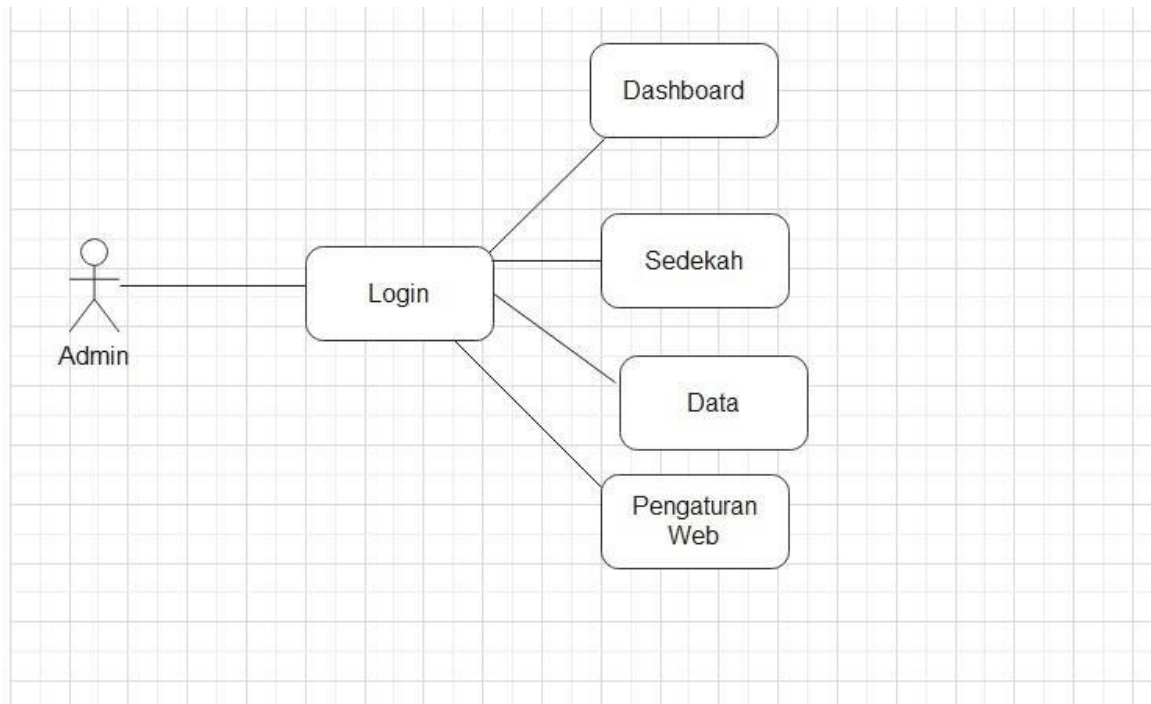 Dashboard
Sedekah
Login
Admin
Data
Pengaturan
Web